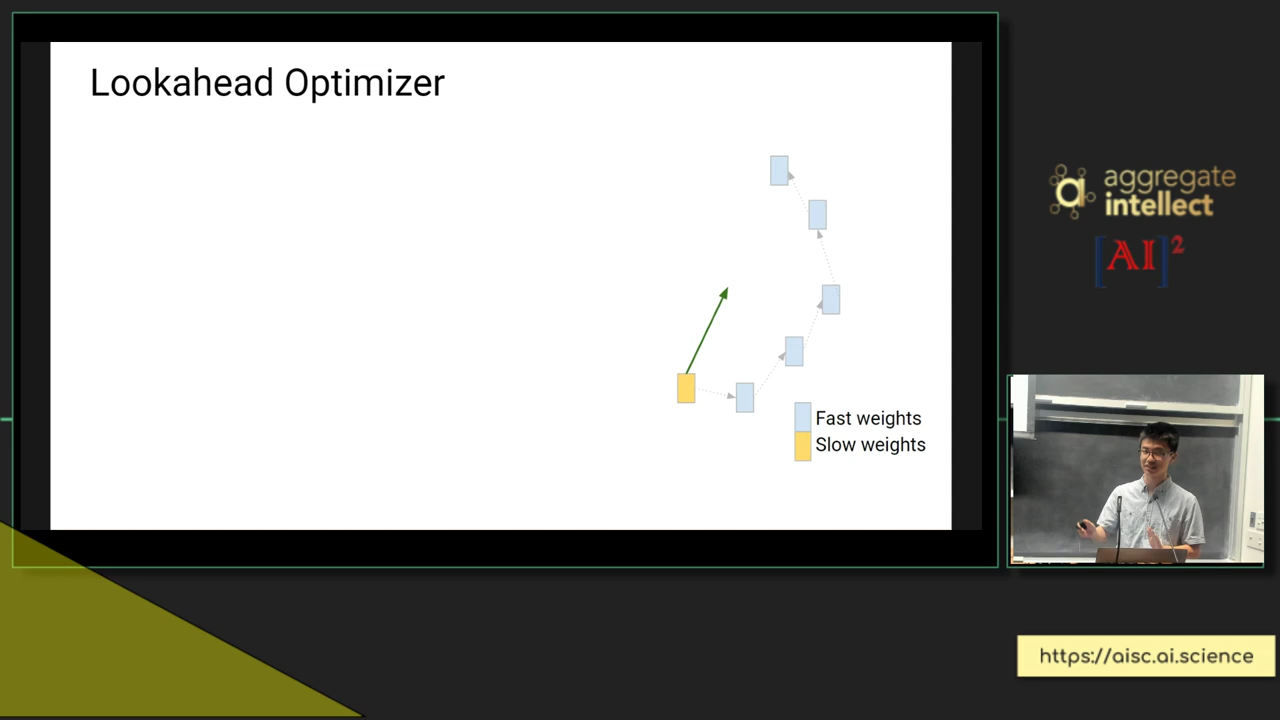 Lookahead Optimizer
Fast weights
Slow weights
aggregate
intellect
[AI]²
https://aisc.ai.science